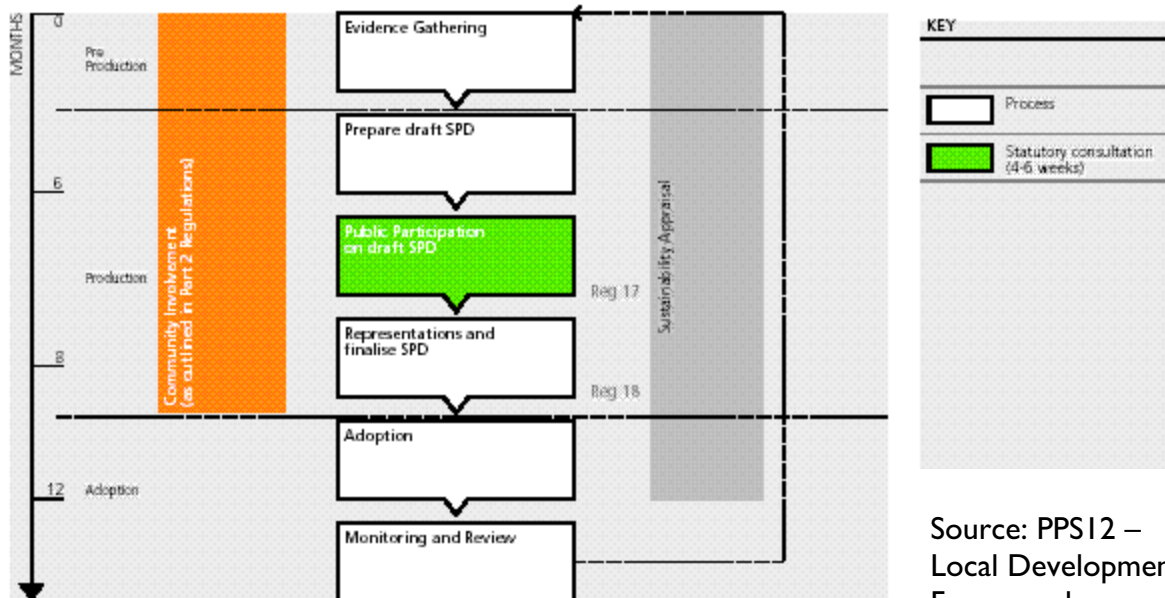 MONTHS
0
Pre
Production
6
Production
8
12
Adoption
Community Involvement
(as outlined in Part 2 Regulations)
Evidence Gathering
Prepare draft SPD
Public Participation
on draft SPD
Reg 17
Representations and
finalise SPD
Reg 18
Adoption
Monitoring and Review
Sustainability Appraisal
KEY
Process
Statutory consultation
(4-6 weeks)
Source: PPS12 –
Local Developmen